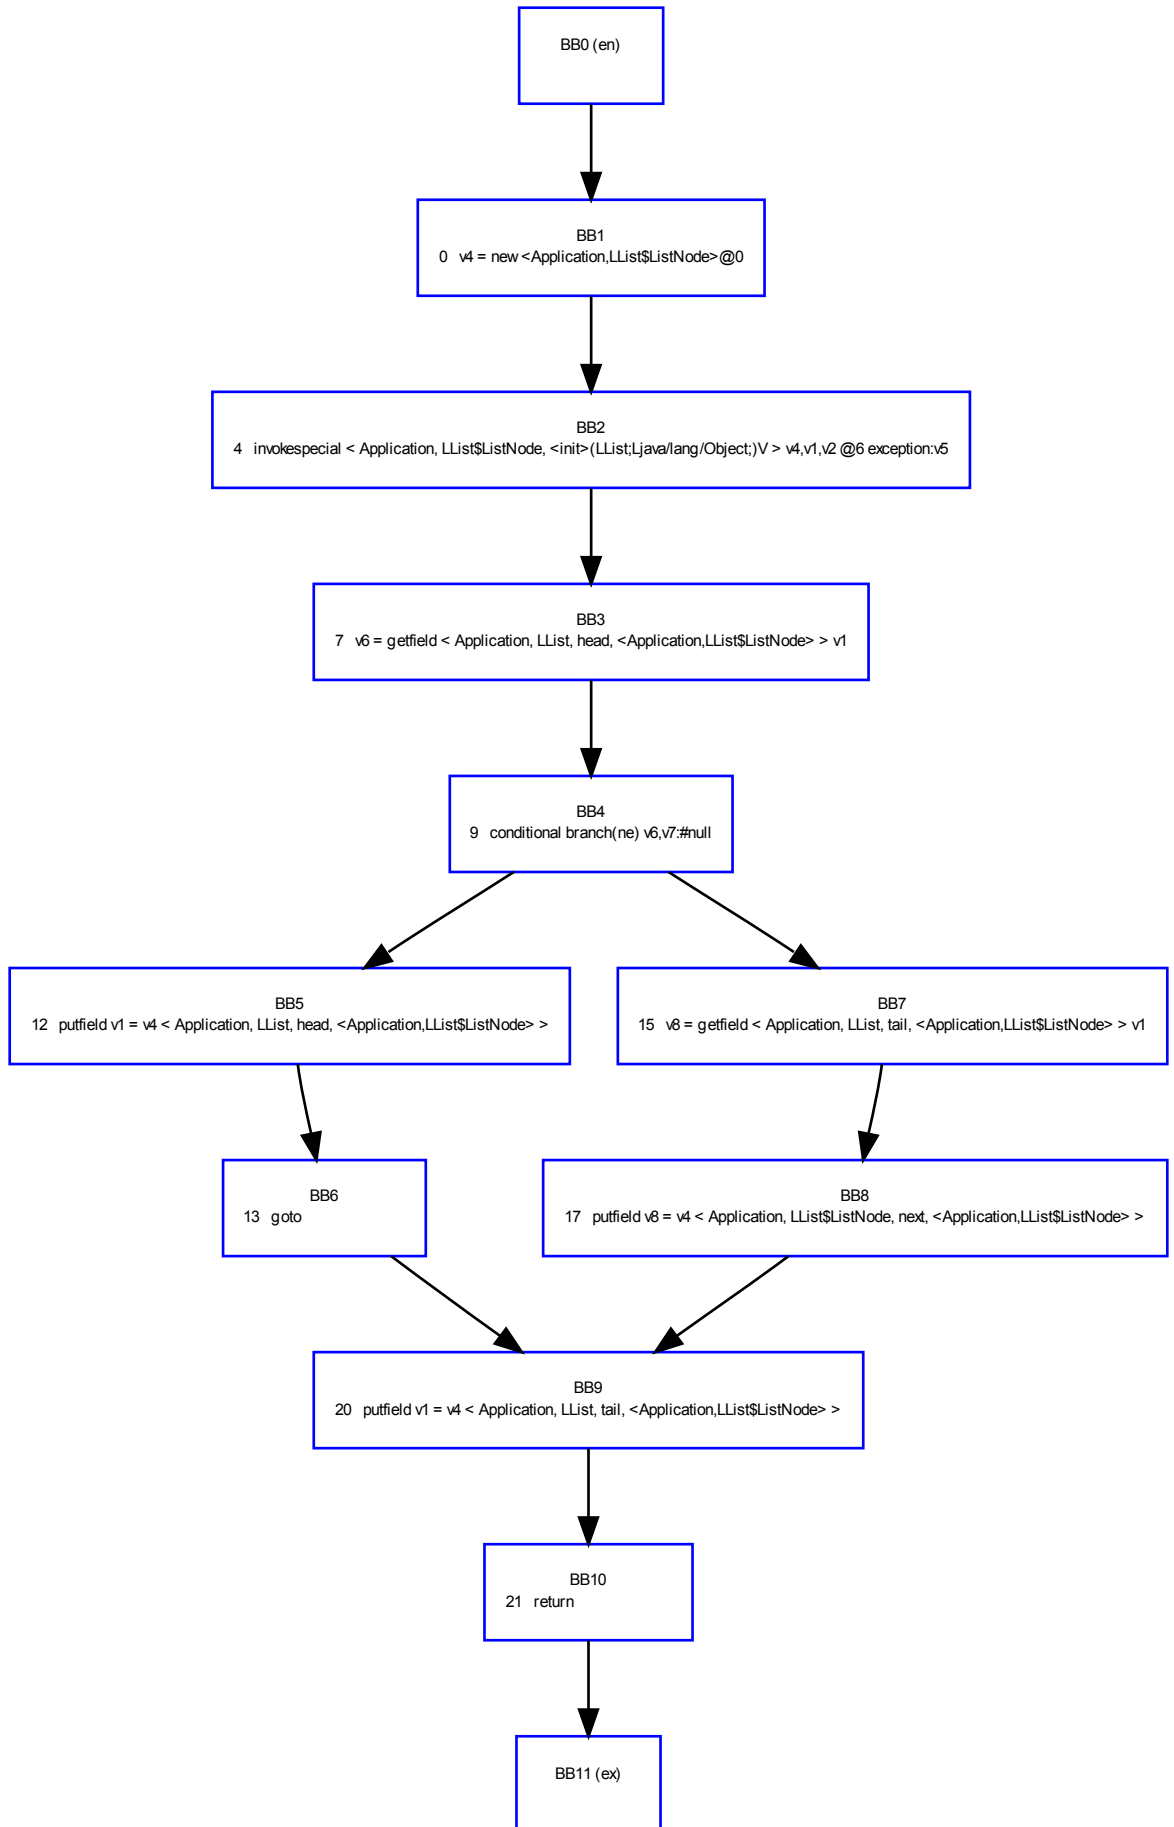 BB0 (en)
BB1
0 v4 = new <Application,LList$ListNode>@0
BB2
4 invokespecial < Application, LList$ListNode, <init>(LList;Ljava/lang/Object;)V > v4,v1,v2 @6 exception:v5
BB3
7 v6 = getfield < Application, LList, head, <Application,LList$ListNode> > v1
BB4
9 conditional branch(ne) v6,v7:#null
BB5
12 putfield v1 = v4 < Application, LList, head, <Application,LList$ListNode> >
BB7
15 v8 = getfield < Application, LList, tail, <Application,LList$ListNode> > v1
BB6
13 goto
BB8
17 putfield v8 = v4 < Application, LList$ListNode, next, <Application,LList$ListNode> >
BB9
20 putfield v1 = v4 < Application, LList, tail, <Application,LList$ListNode> >
BB10
21 return
BB11 (ex)